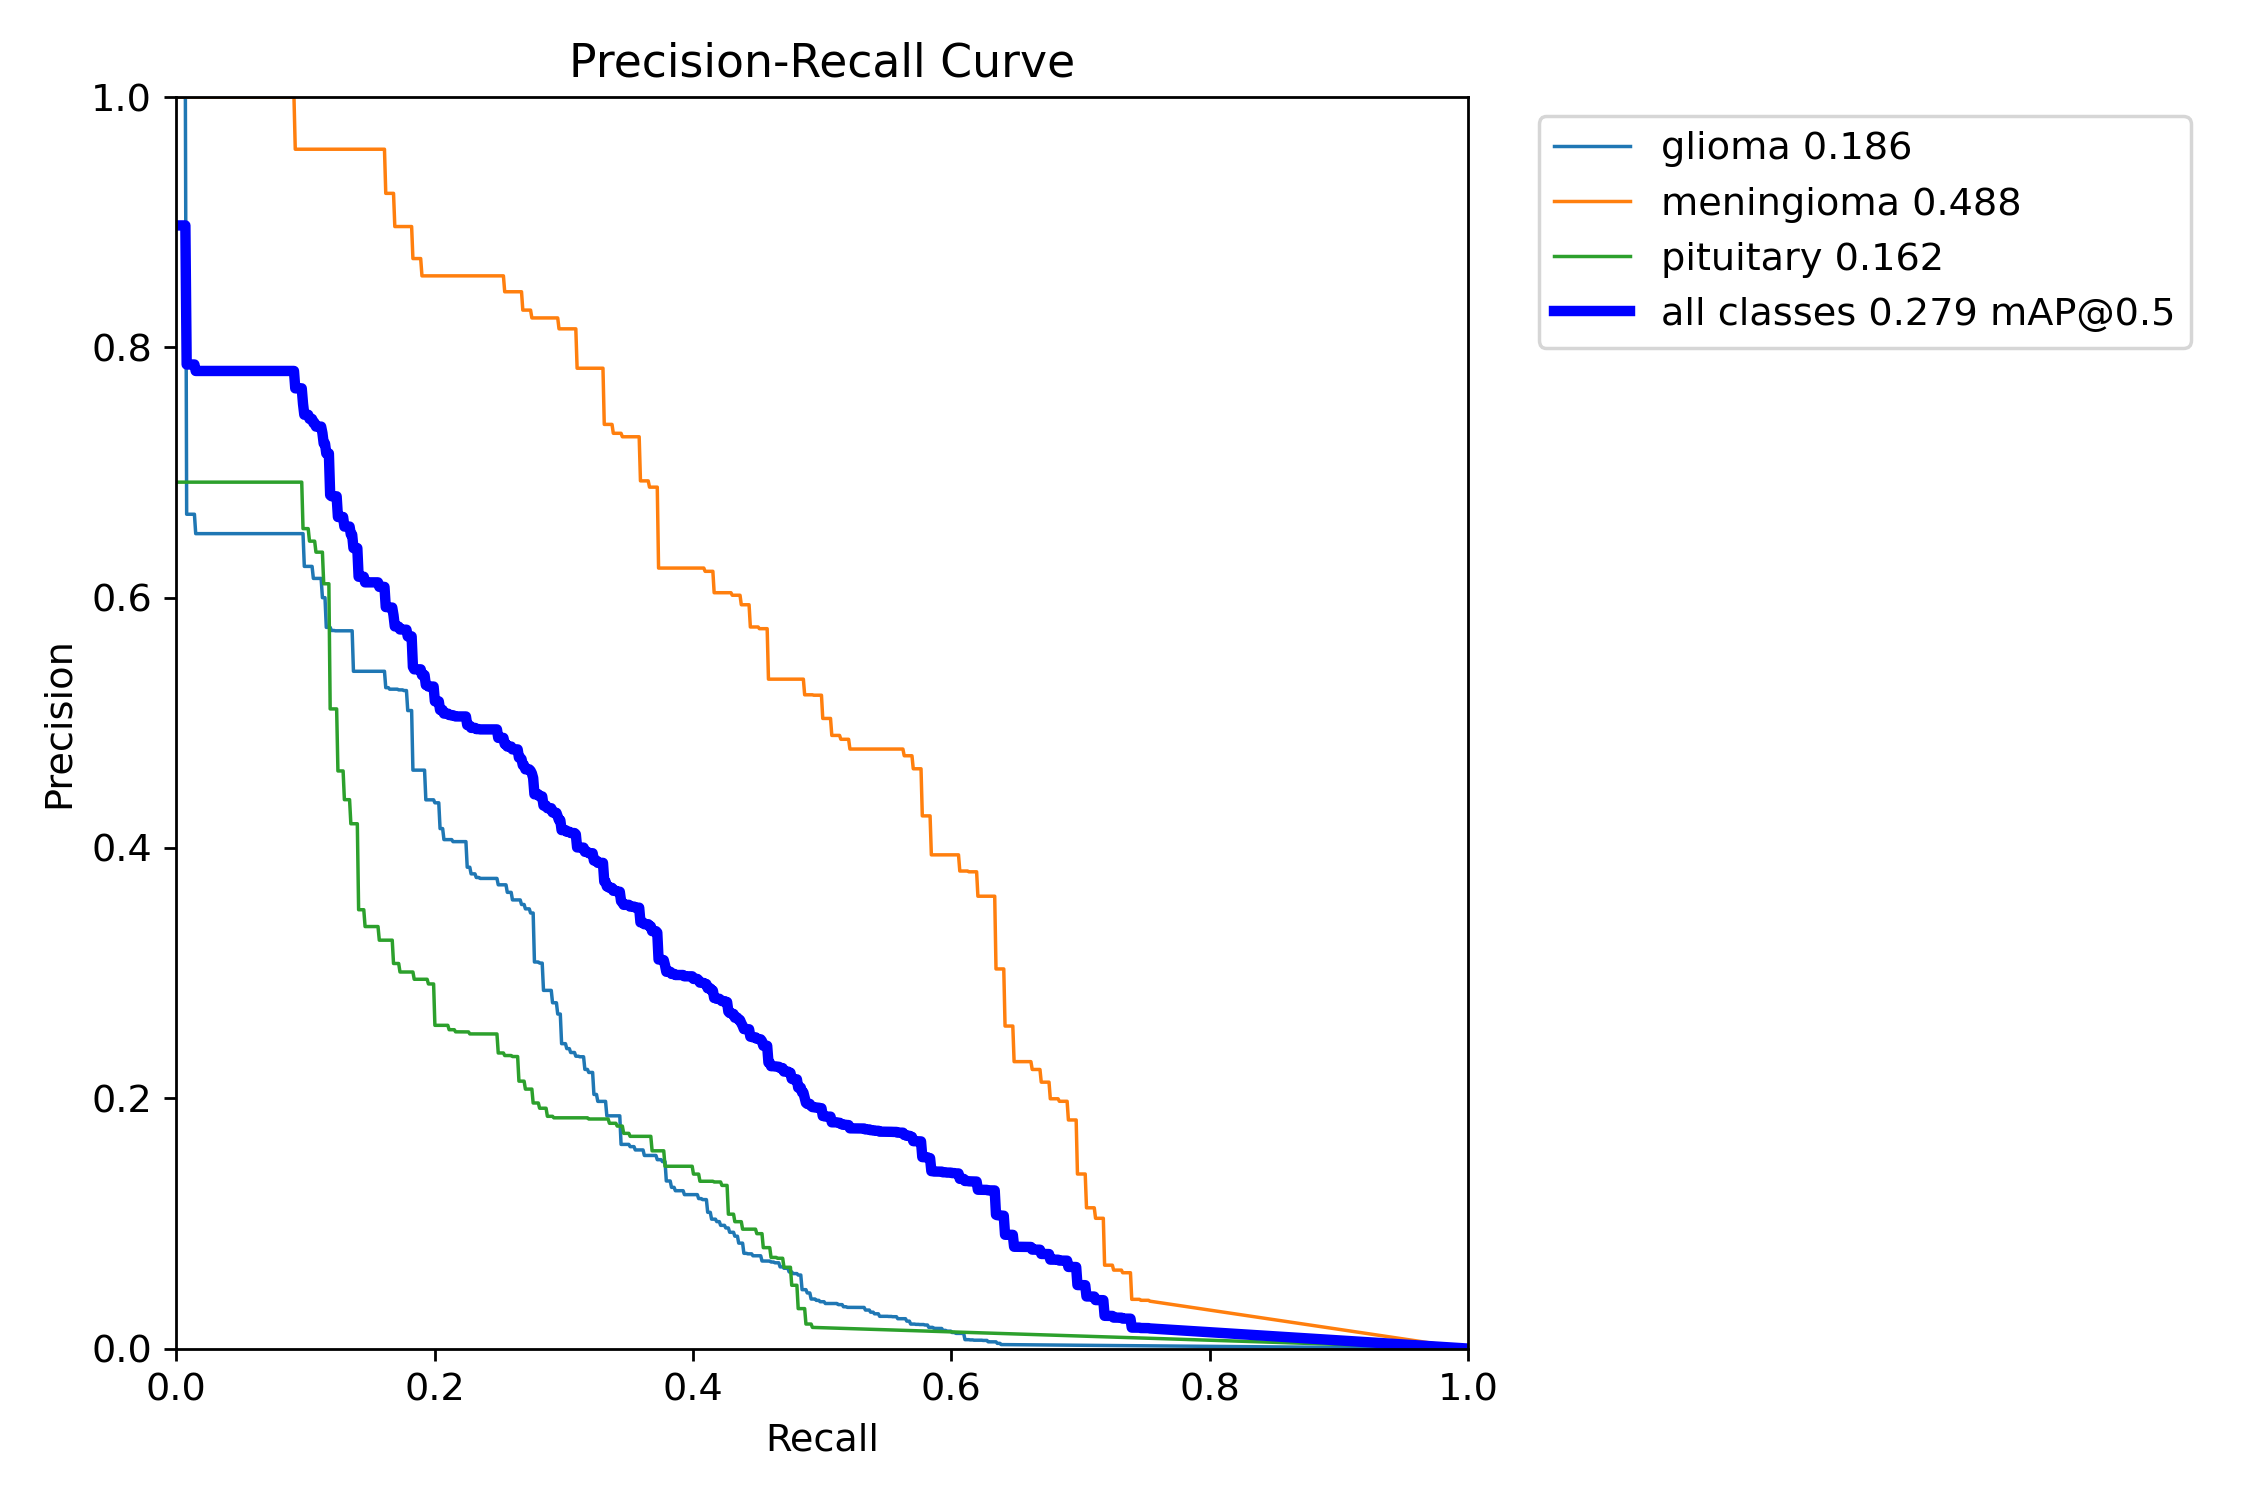 Precision-Recall Curve
1.0
0.8
0.6
0.4
0.2
0.0
Precision
0.0 0.2 0.4 0.6 0.8 1.0
Recall
glioma 0.186
meningioma 0.488
pituitary 0.162
all classes 0.279 mAP@0.5